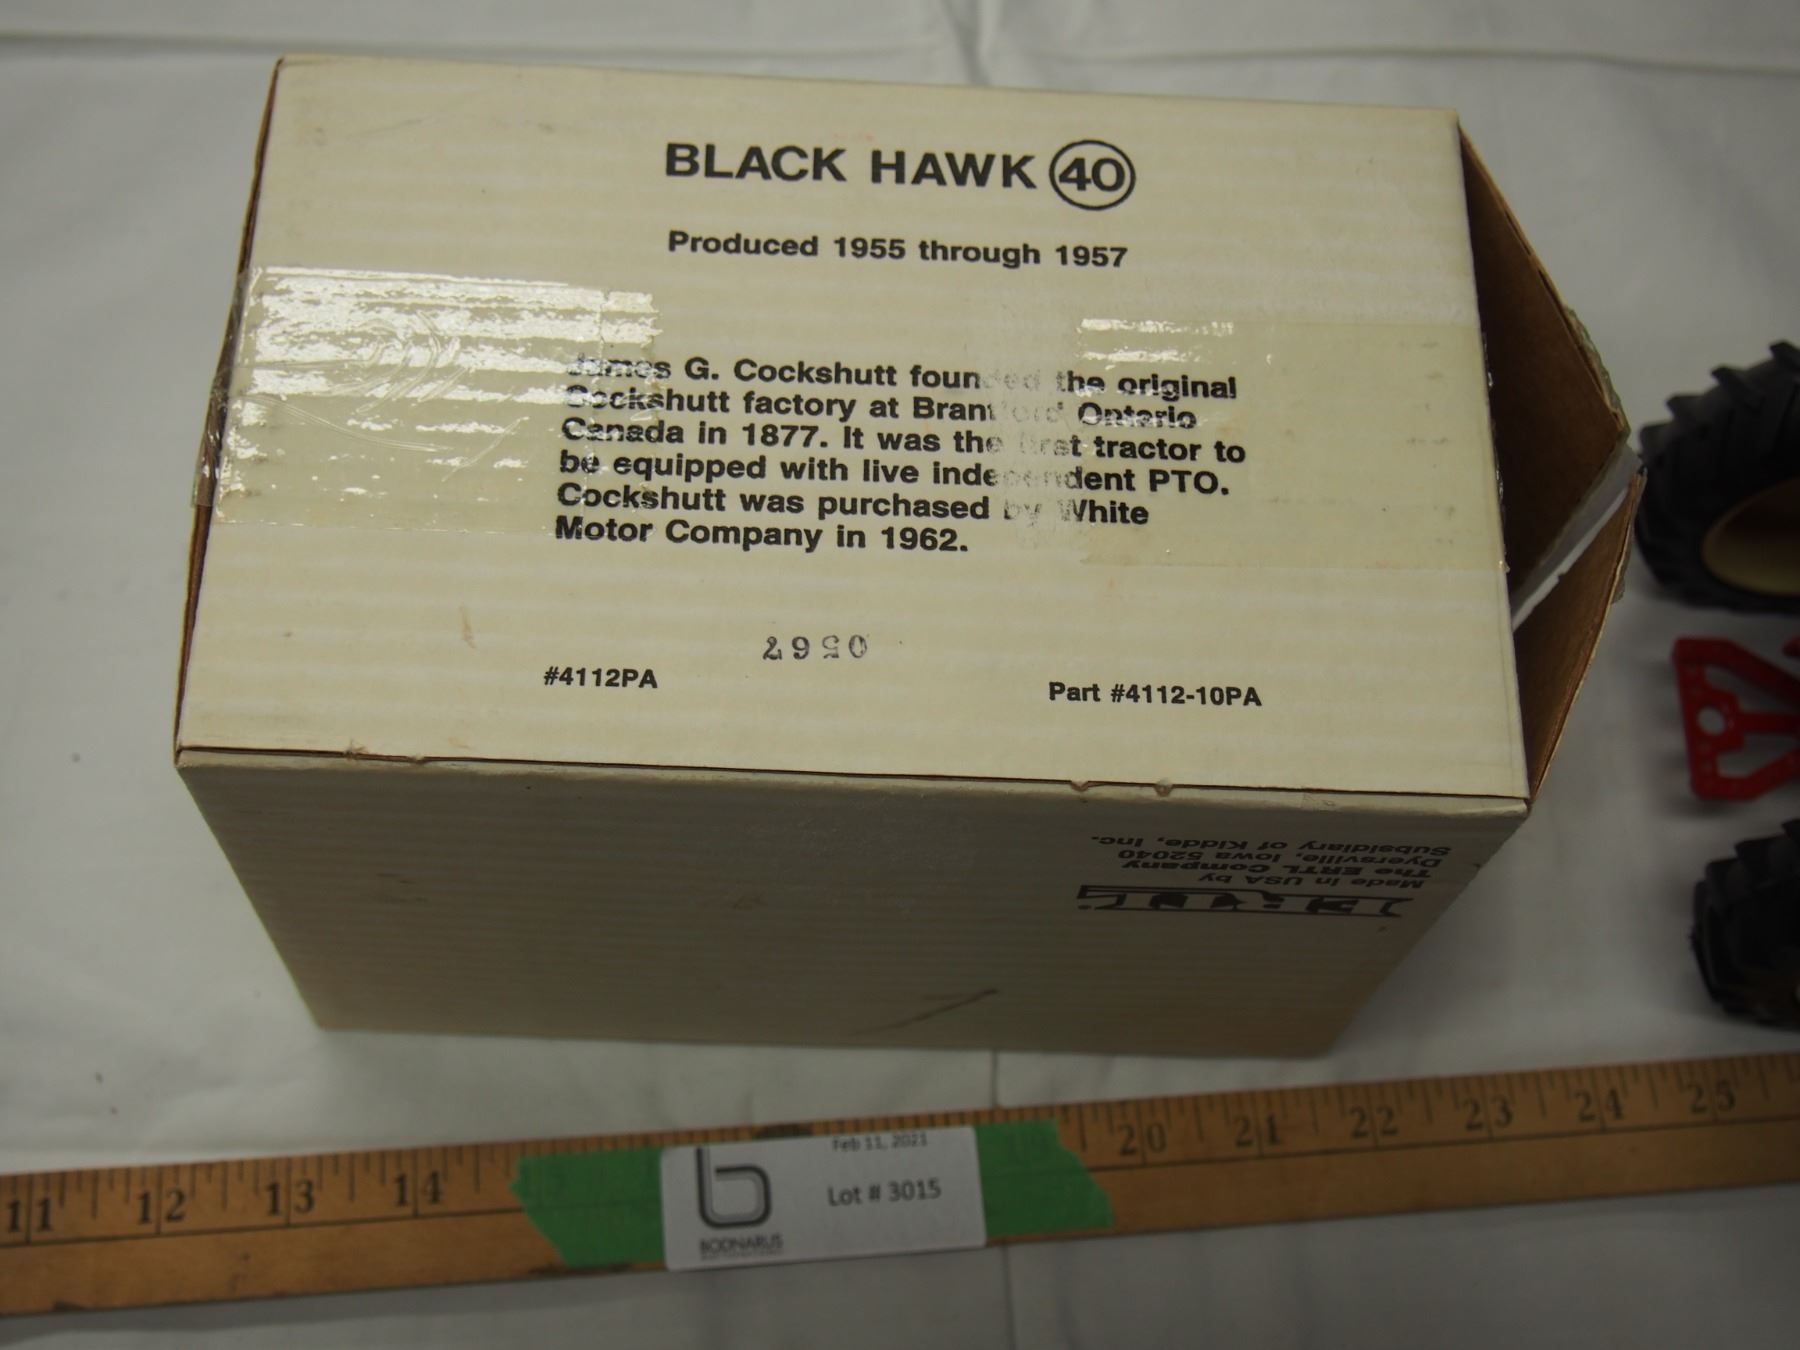 BLACK HAWK 40
Produced 1955 through 1957
James G. Cockshutt founded the original
Cockshutt factory at Brantford Ontario
Canada in 1877. It was the first tractor to
be equipped with live independent PTO.
Cockshutt was purchased by White
Motor Company in 1962.
0567
#4112PA
Part #4112-10PA
ERTL
Made in USA by
The ERTL Company
Dyersville, Iowa 52040
Subsidiary of Kidde, Inc.
11 12 13 14 20 21 22 23 24 25
Feb 11, 2021
Lot # 3015
b
BODNARUS